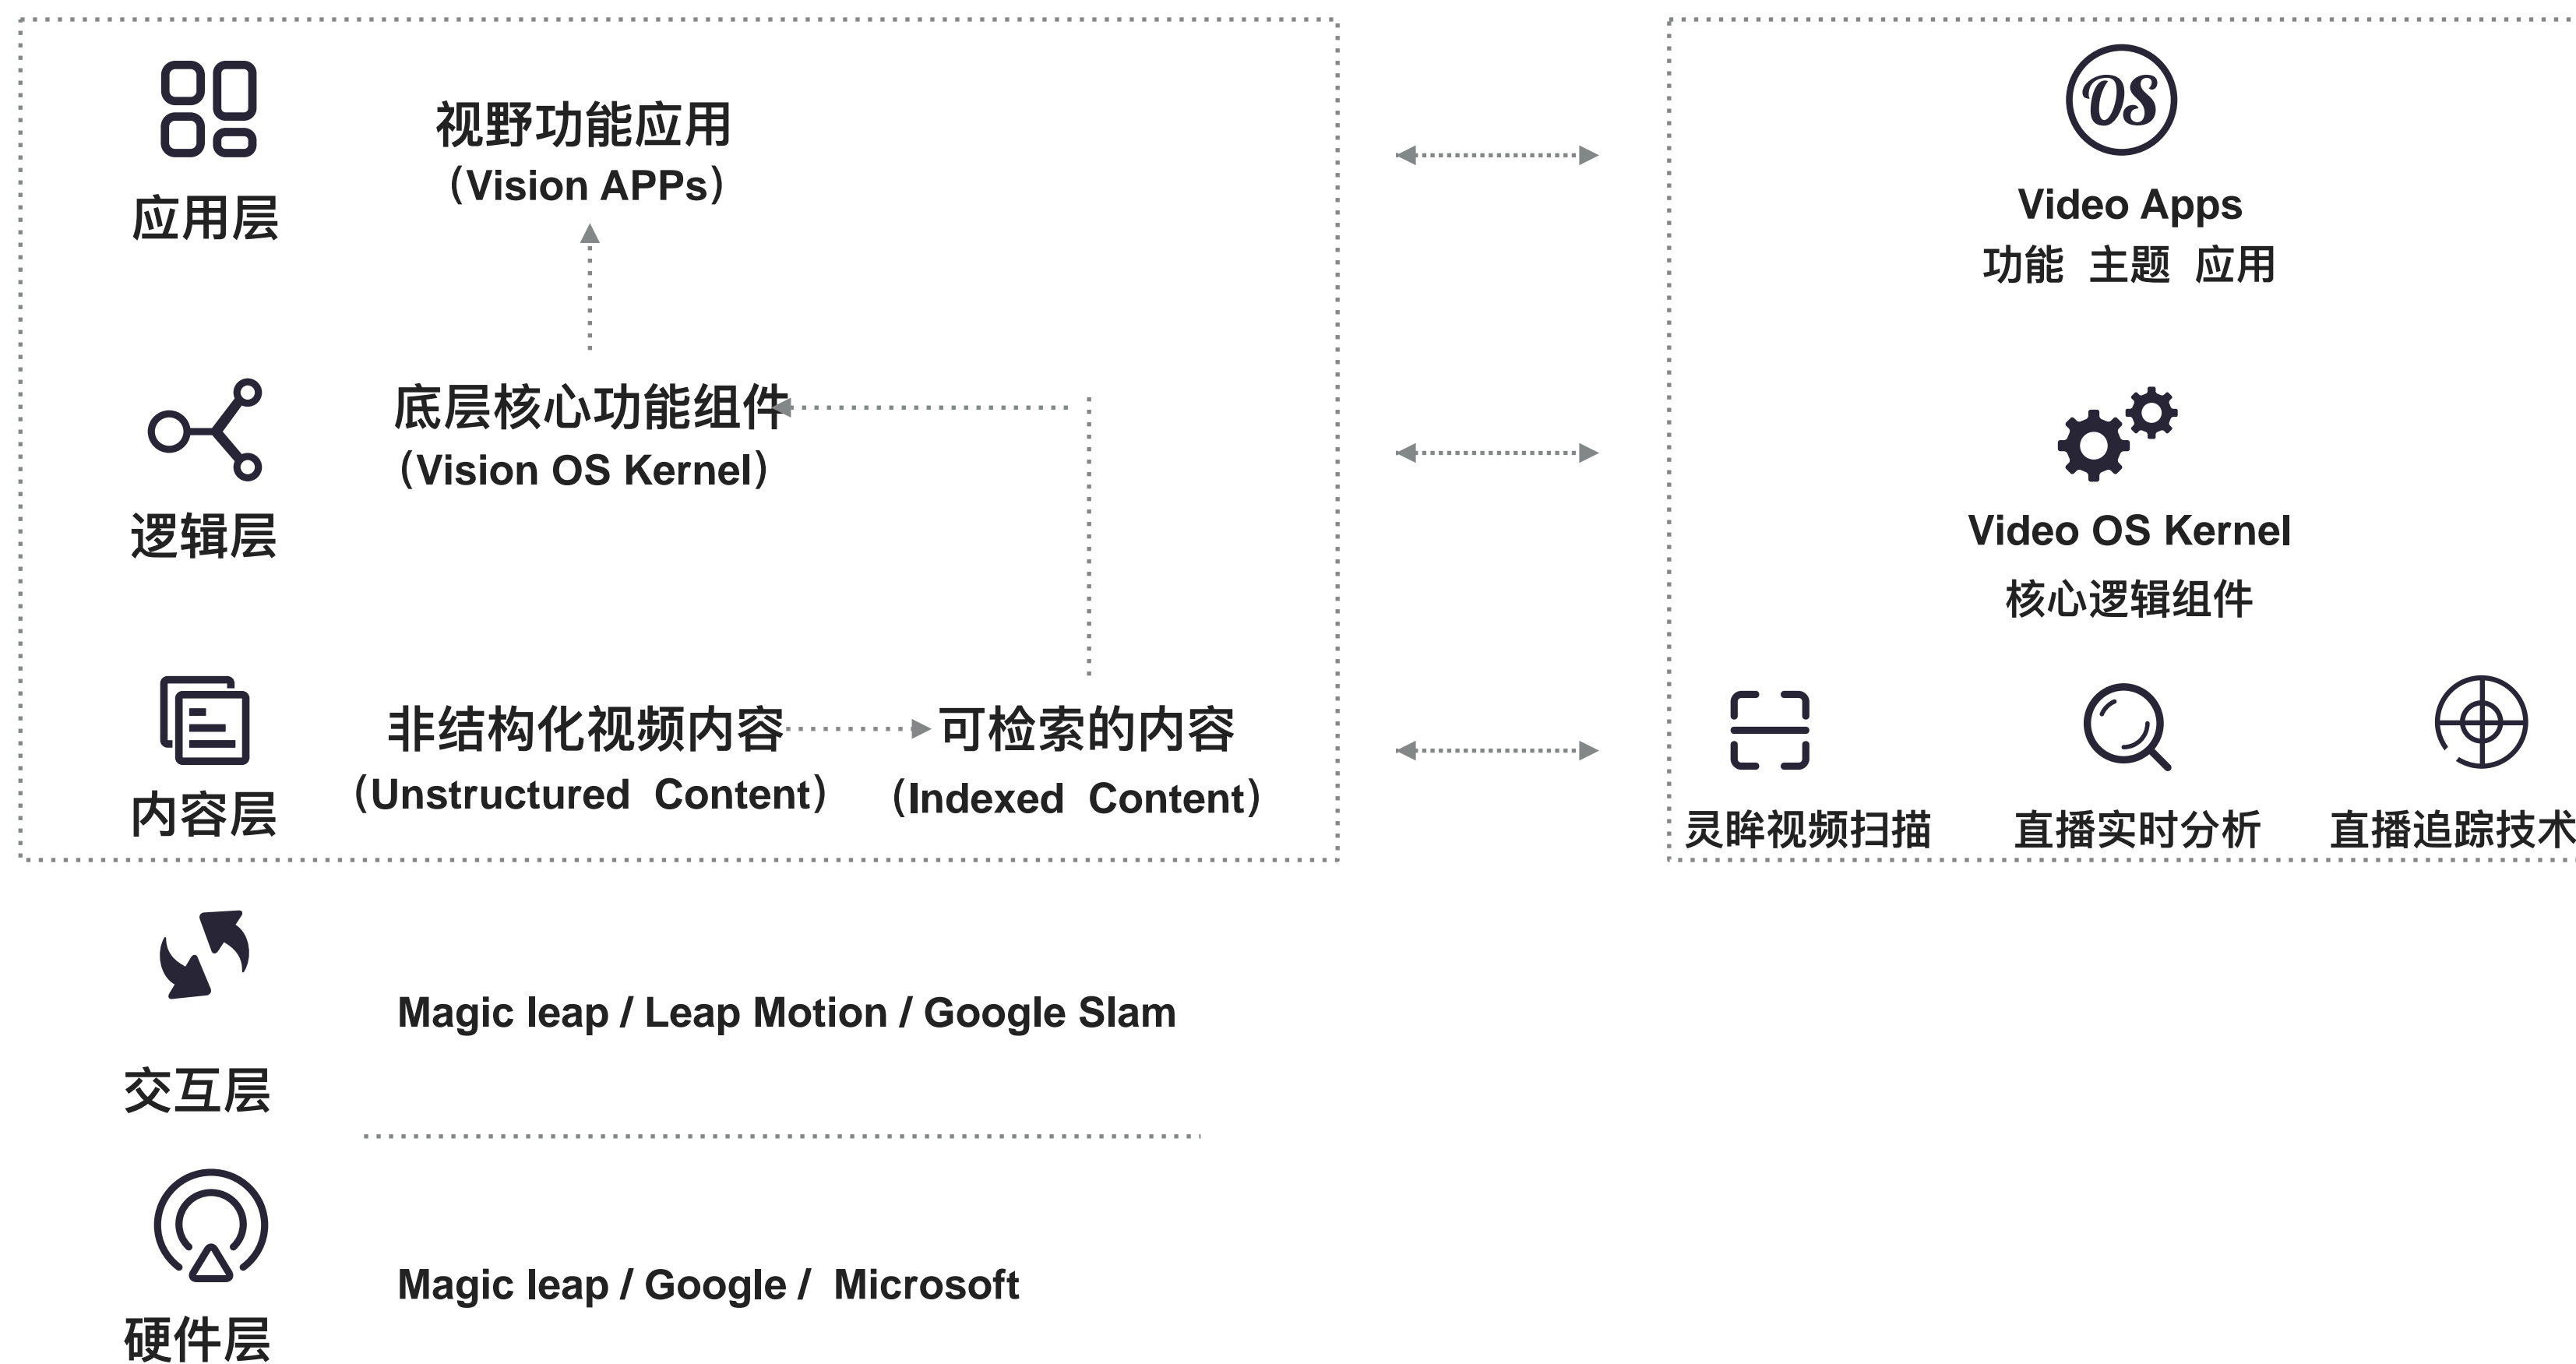 视野功能应用
（Vision APPs）
应用层
底层核心功能组件
（Vision OS Kernel）
逻辑层
非结构化视频内容
（Unstructured Content）
可检索的内容
（Indexed Content）
内容层
Magic leap / Leap Motion / Google Slam
交互层
Magic leap / Google / Microsoft
硬件层
OS
Video Apps
功能 主题 应用
Video OS Kernel
核心逻辑组件
灵眸视频扫描
直播实时分析
直播追踪技术